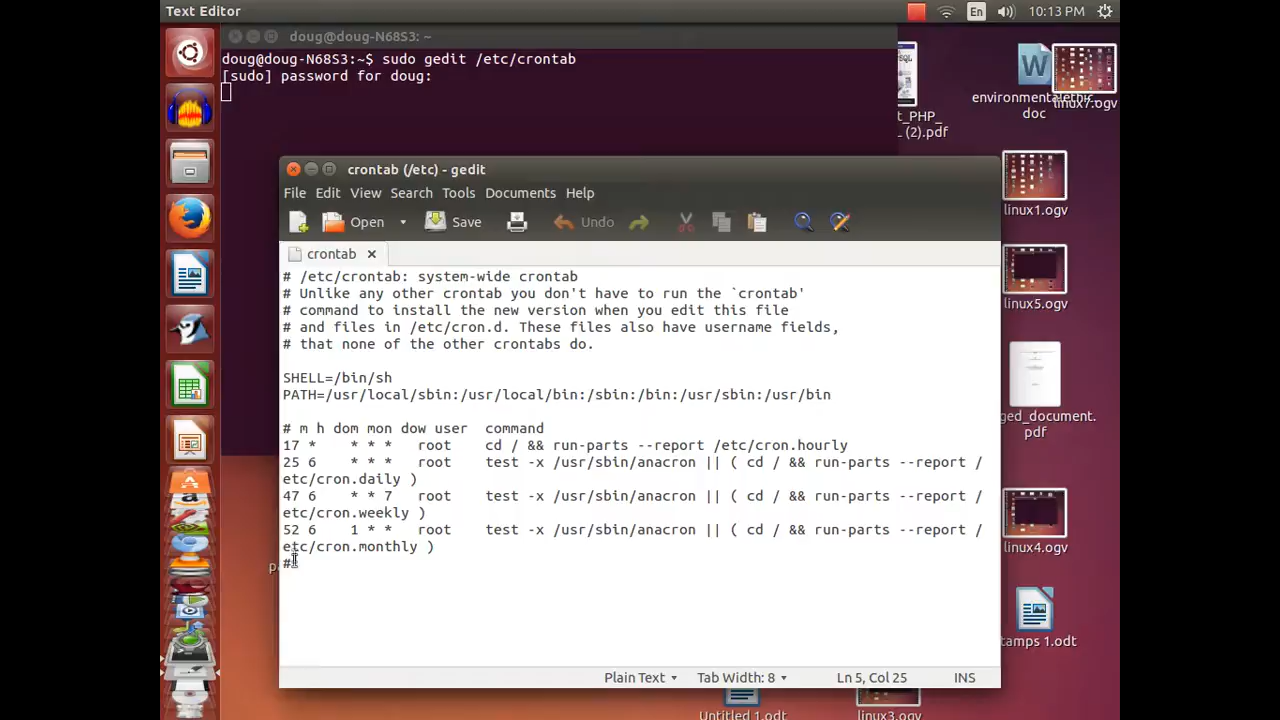 Text Editor
En
10:13 PM
doug@doug-N68S3: ~
doug@doug-N68S3:~$ sudo gedit /etc/crontab
[sudo] password for doug:
crontab (/etc) - gedit
File Edit View Search Tools Documents Help
Open
Save
Undo
crontab
# /etc/crontab: system-wide crontab
# Unlike any other crontab you don't have to run the `crontab'
# command to install the new version when you edit this file
# and files in /etc/cron.d. These files also have username fields,
# that none of the other crontabs do.
SHELL=/bin/sh
PATH=/usr/local/sbin:/usr/local/bin:/sbin:/bin:/usr/sbin:/usr/bin
# m h dom mon dow user  command
17 *    * * *   root    cd / && run-parts --report /etc/cron.hourly
25 6    * * *   root    test -x /usr/sbin/anacron || ( cd / && run-parts --report /
etc/cron.daily )
47 6    * * 7   root    test -x /usr/sbin/anacron || ( cd / && run-parts --report /
etc/cron.weekly )
52 6    1 * *   root    test -x /usr/sbin/anacron || ( cd / && run-parts --report /
etc/cron.monthly )
#
Plain Text
Tab Width: 8
Ln 5, Col 25
INS
t_PHP_
(2).pdf
environmentalethic.
doc
linux7.ogv
linux1.ogv
linux5.ogv
ged_document.
pdf
linux4.ogv
tamps 1.odt
Untitled 1.odt
linux3.ogv